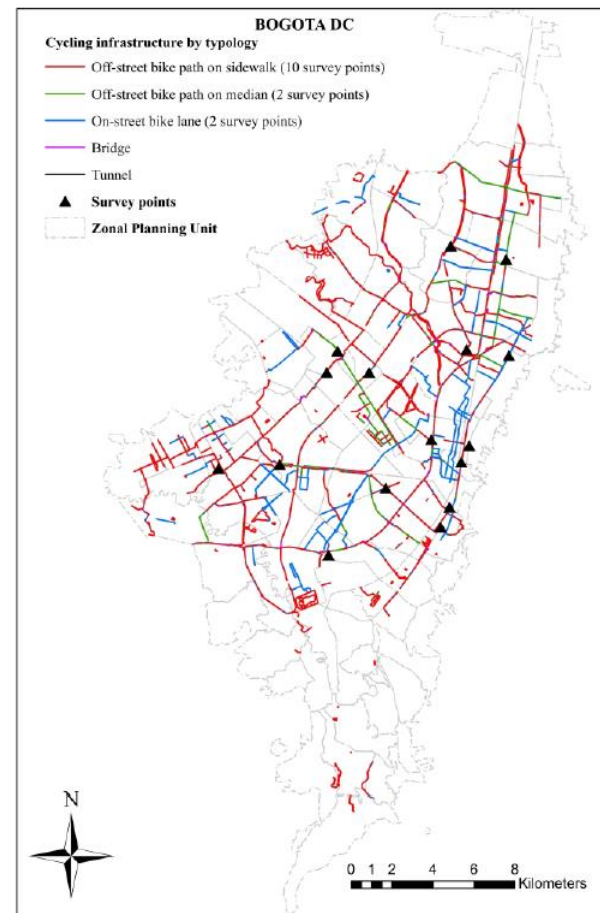 BOGOTA DC
Cycling infrastructure by typology
Off-street bike path on sidewalk (10 survey points)
Off-street bike path on median (2 survey points)
On-street bike lane (2 survey points)
Bridge
Tunnel
Survey points
Zonal Planning Unit
N
0 1 2 4 6 8
Kilometers